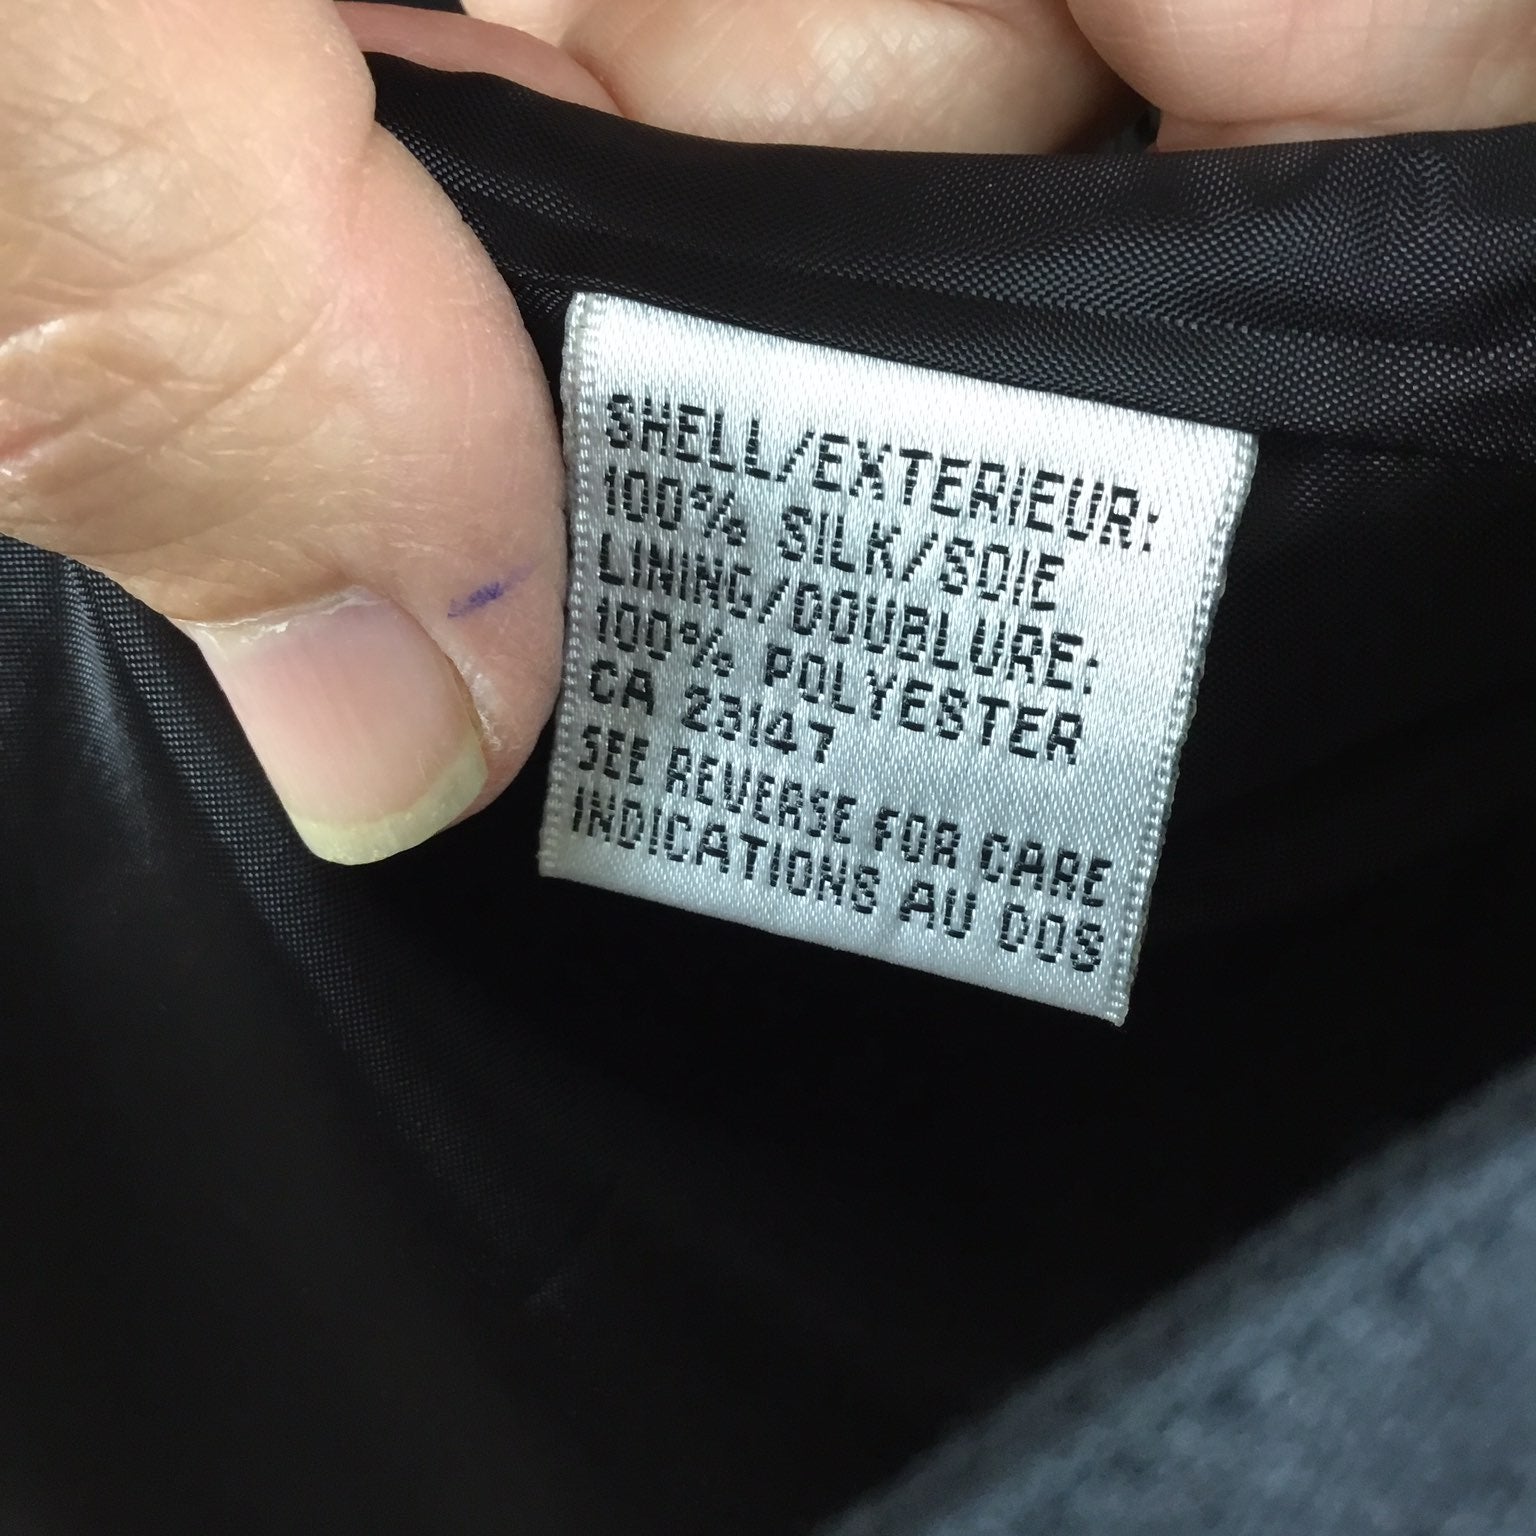 SHELL/EXTERIEUR:
100% SILK/SOIE
LINING/DOUBLURE:
100% POLYESTER
CA 23147
SEE REVERSE FOR CARE
INDICATIONS AU DOS